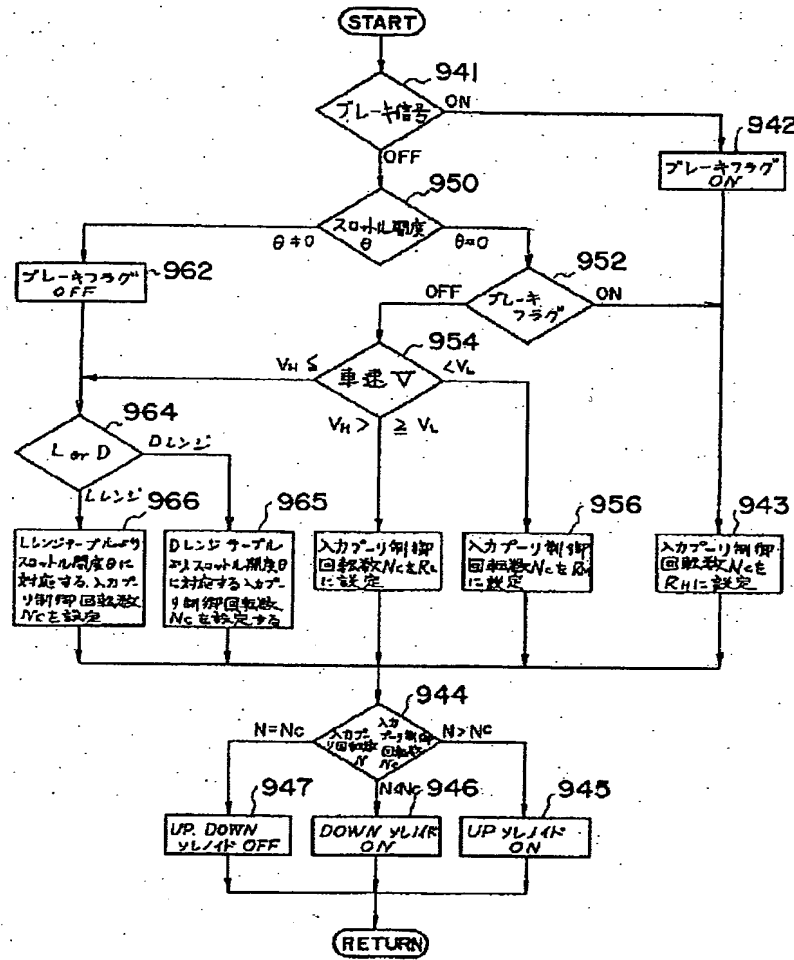 START
941
ブレーキ信号
ON
OFF
942
ブレーキフラグ
ON
950
スロットル開度
θ
θ≠0
θ=0
962
ブレーキフラグ
OFF
952
ブレーキ
フラグ
OFF
ON
954
車速 V
VH ≦
<VL
VH >
≧ VL
964
L or D
Dレンジ
Lレンジ
966
Lレンジテーブルより
スロットル開度θに
対応する入力プー
リ制御回転数
NCを設定
965
Dレンジテーブル
よりスロットル開度θ
に対応する入力プー
リ制御回転数
NCを設定する
入力プーリ制御
回転数NCをRL
に設定
956
入力プーリ制御
回転数NCを
に設定
943
入力プーリ制御
回転数NCを
RHに設定
944
入力プー
リ回転数
N
入力
プーリ制御
回転数
NC
N=NC
N>NC
N<NC
947
UP. DOWN
ソレノイド OFF
946
DOWN ソレノイド
ON
945
UP ソレノイド
ON
RETURN